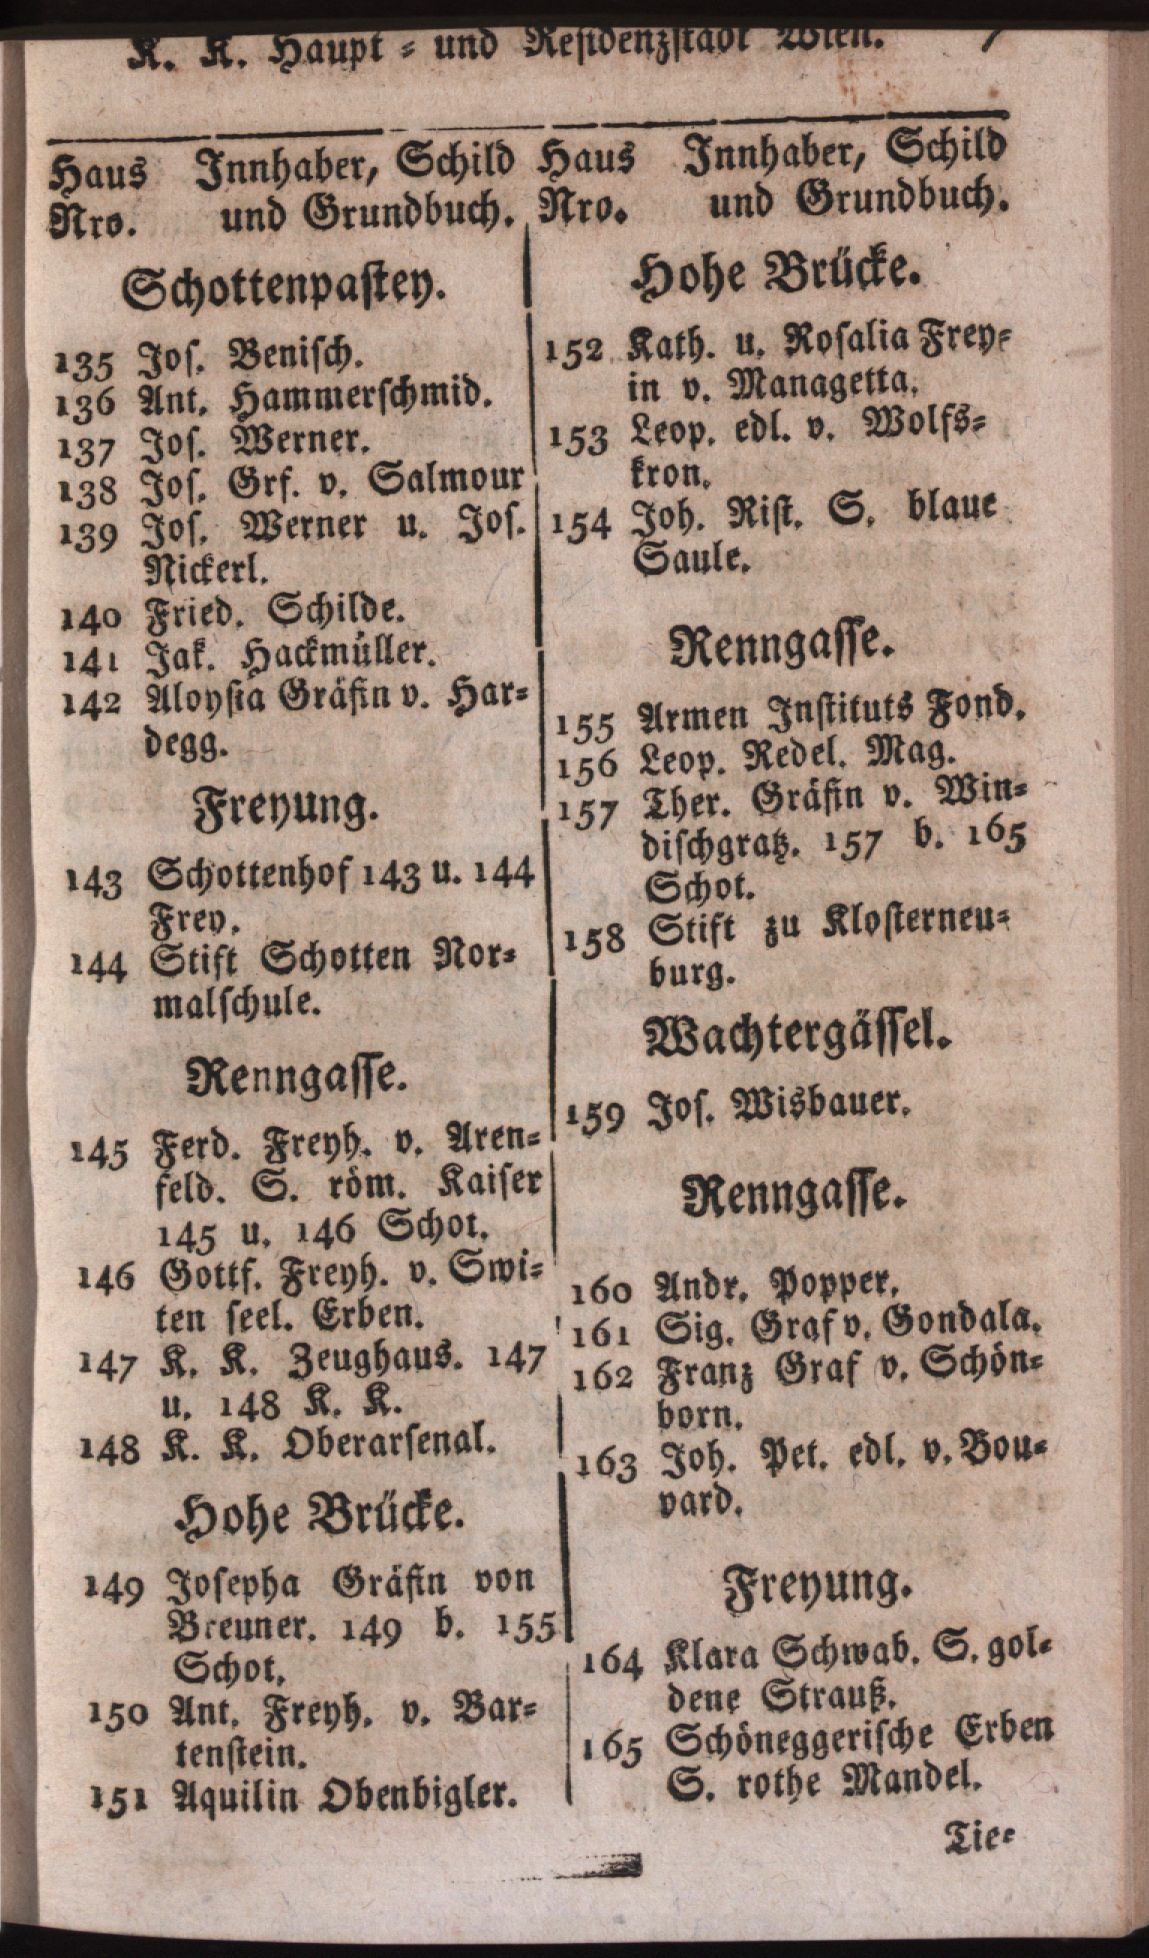 K. K. Haupt = und Residenzstadt Wien. 7
Haus Innhaber, Schild
Nro. und Grundbuch.
Schottenpastey.
135 Jos. Benisch.
136 Ant. Hammerschmid.
137 Jos. Werner.
138 Jos. Grf. v. Salmour
139 Jos. Werner u. Jos.
Nickerl.
140 Fried. Schilde.
141 Jak. Hackmüller.
142 Aloysia Gräfin v. Har=
degg.
Freyung.
143 Schottenhof 143 u. 144
Frey.
144 Stift Schotten Nor=
malschule.
Renngasse.
145 Ferd. Freyh. v. Aren=
feld. S. röm. Kaiser
145 u. 146 Schot.
146 Gottf. Freyh. v. Swi=
ten seel. Erben.
147 K. K. Zeughaus. 147
u. 148 K. K.
148 K. K. Oberarsenal.
Hohe Brücke.
149 Josepha Gräfin von
Breuner. 149 b. 155
Schot.
150 Ant. Freyh. v. Bar=
tenstein.
151 Aquilin Obenbigler.
Haus Innhaber, Schild
Nro. und Grundbuch.
Hohe Brücke.
152 Kath. u. Rosalia Frey=
in v. Managetta.
153 Leop. edl. v. Wolfs=
kron.
154 Joh. Rist. S. blaue
Saule.
Renngasse.
155 Armen Instituts Fond.
156 Leop. Redel. Mag.
157 Ther. Gräfin v. Win=
dischgratz. 157 b. 165
Schot.
158 Stift zu Klosterneu=
burg.
Wachtergässel.
159 Jos. Wisbauer.
Renngasse.
160 Andr. Popper.
161 Sig. Graf v. Gondala.
162 Franz Graf v. Schön=
born.
163 Joh. Pet. edl. v. Bou=
vard.
Freyung.
164 Klara Schwab. S. gol=
dene Strauß.
165 Schöneggerische Erben
S. rothe Mandel.
Tie=